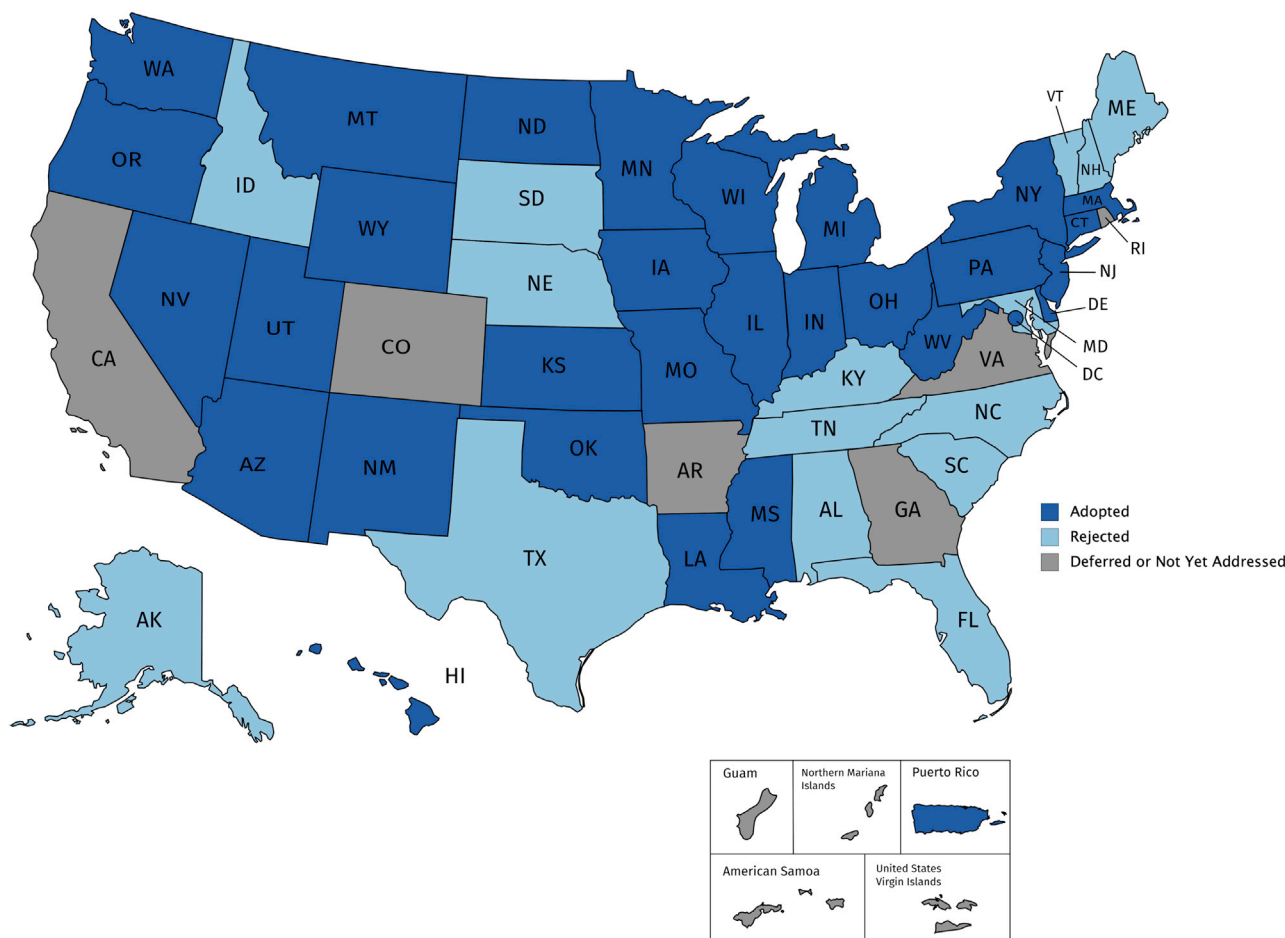 WA
OR
CA
ID
NV
MT
WY
UT
AZ
CO
NM
ND
SD
NE
KS
OK
TX
MN
IA
MO
AR
LA
WI
IL
MI
IN
OH
KY
TN
MS
AL
GA
FL
SC
NC
VA
WV
PA
NY
VT
NH
ME
MA
CT
RI
NJ
DE
MD
DC
AK
HI
Adopted
Rejected
Deferred or Not Yet Addressed
Guam
Northern Mariana
Islands
Puerto Rico
American Samoa
United States
Virgin Islands